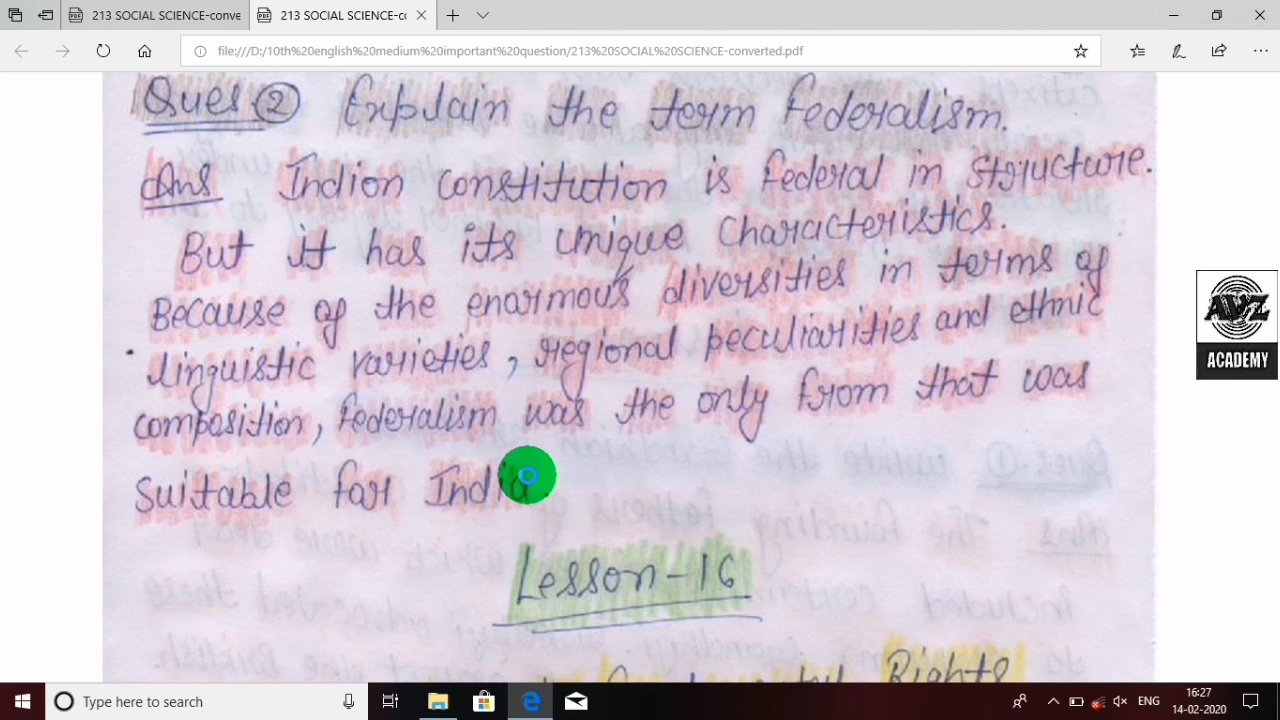 213 SOCIAL SCIENCE-conve
213 SOCIAL SCIENCE-co
file:///D:/10th%20english%20medium%20important%20question/213%20SOCIAL%20SCIENCE-converted.pdf
Ques ② Explain the term Federalism.
Ans Indion constitution is federal in structure.
But it has its unique characteristics.
Because of the enormous diversities in terms of
linguistic varieties, regional peculiarities and ethnic
composition, federalism was the only from that was
suitable for India.
Lesson-16
Rights
AVZ
ACADEMY
Type here to search
ENG
16:27
14-02-2020